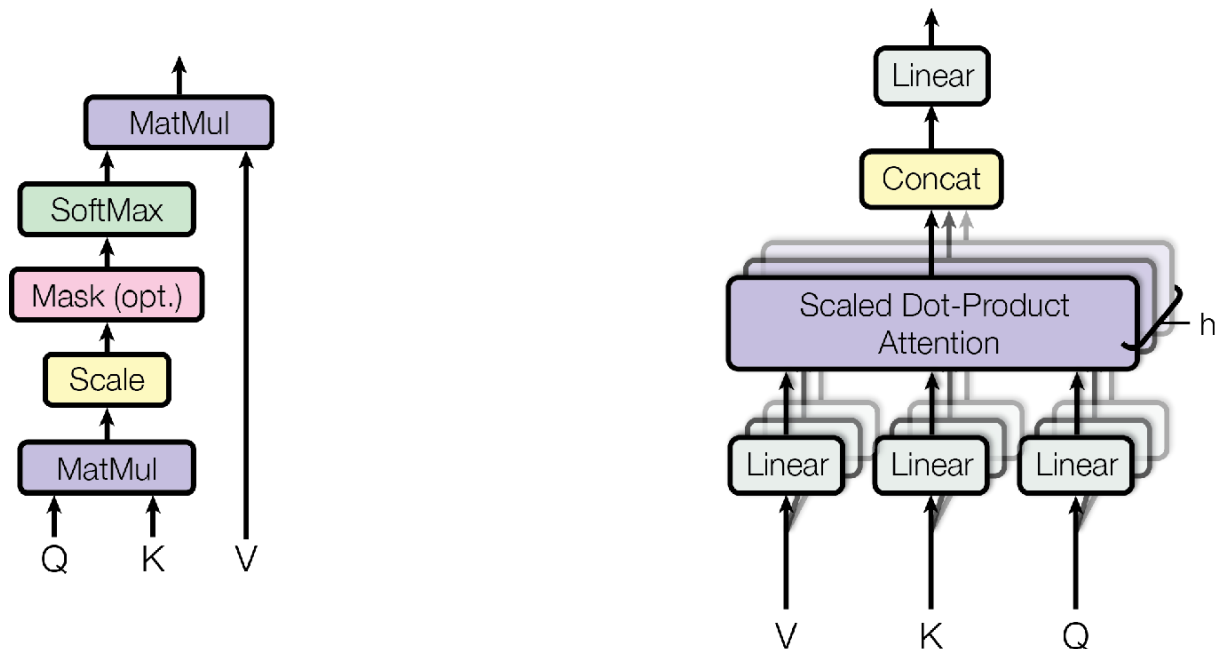 MatMul
SoftMax
Mask (opt.)
Scale
MatMul
Q K V
Linear
Concat
Scaled Dot-Product
Attention
h
Linear Linear Linear
V K Q